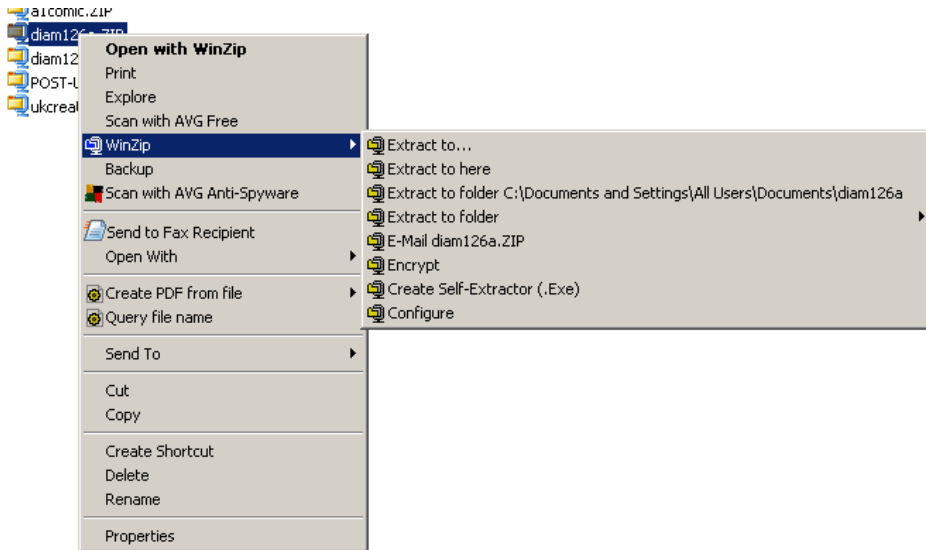 a1comic.ZIP
diam126a.ZIP
diam12
POST-L
ukcreat
Open with WinZip
Print
Explore
Scan with AVG Free
WinZip
Backup
Scan with AVG Anti-Spyware
Send to Fax Recipient
Open With
Create PDF from file
Query file name
Send To
Cut
Copy
Create Shortcut
Delete
Rename
Properties
Extract to...
Extract to here
Extract to folder C:\Documents and Settings\All Users\Documents\diam126a
Extract to folder
E-Mail diam126a.ZIP
Encrypt
Create Self-Extractor (.Exe)
Configure